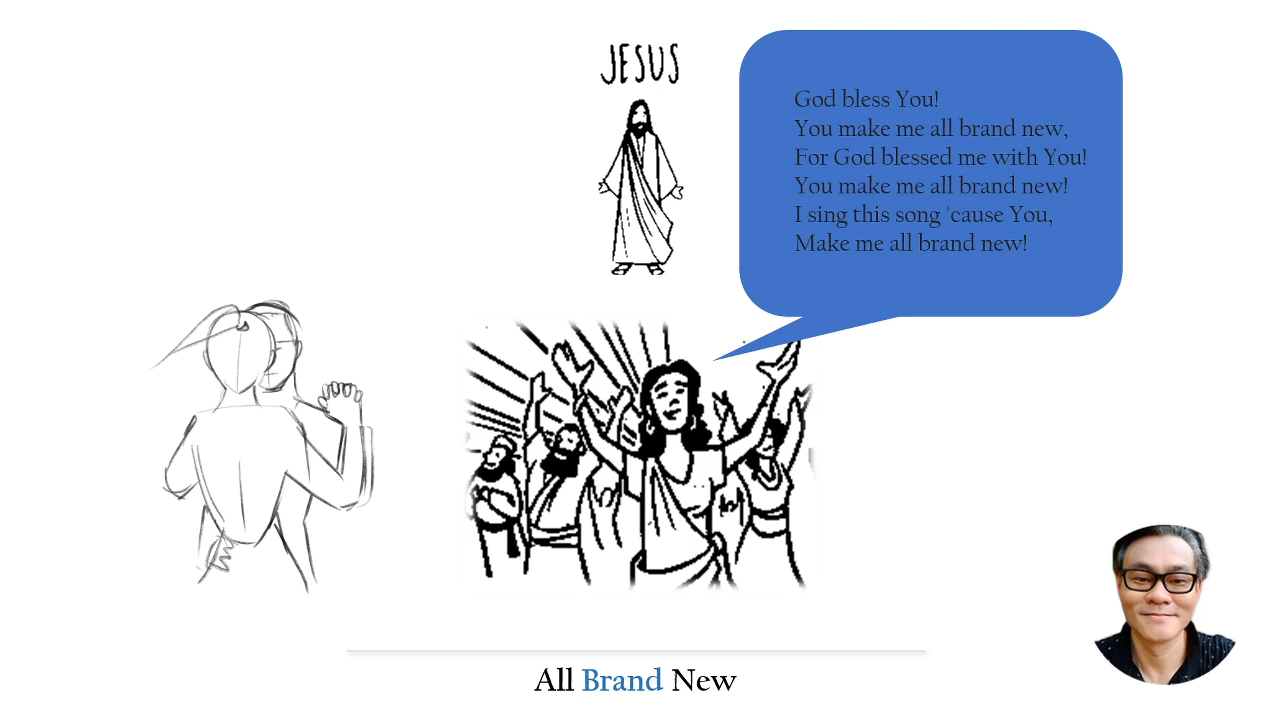 JESUS
God bless You!
You make me all brand new,
For God blessed me with You!
You make me all brand new!
I sing this song 'cause You,
Make me all brand new!
All Brand New